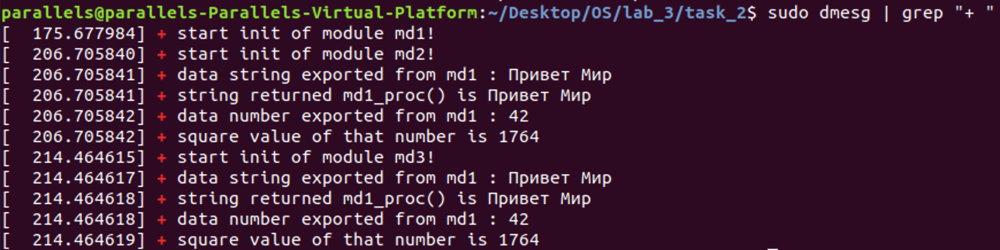 parallels@parallels-Parallels-Virtual-Platform:~/Desktop/OS/lab_3/task_2$ sudo dmesg | grep "+ "
[  175.677984] + start init of module md1!
[  206.705840] + start init of module md2!
[  206.705841] + data string exported from md1 : Привет Мир
[  206.705841] + string returned md1_proc() is Привет Мир
[  206.705842] + data number exported from md1 : 42
[  206.705842] + square value of that number is 1764
[  214.464615] + start init of module md3!
[  214.464617] + data string exported from md1 : Привет Мир
[  214.464618] + string returned md1_proc() is Привет Мир
[  214.464618] + data number exported from md1 : 42
[  214.464619] + square value of that number is 1764